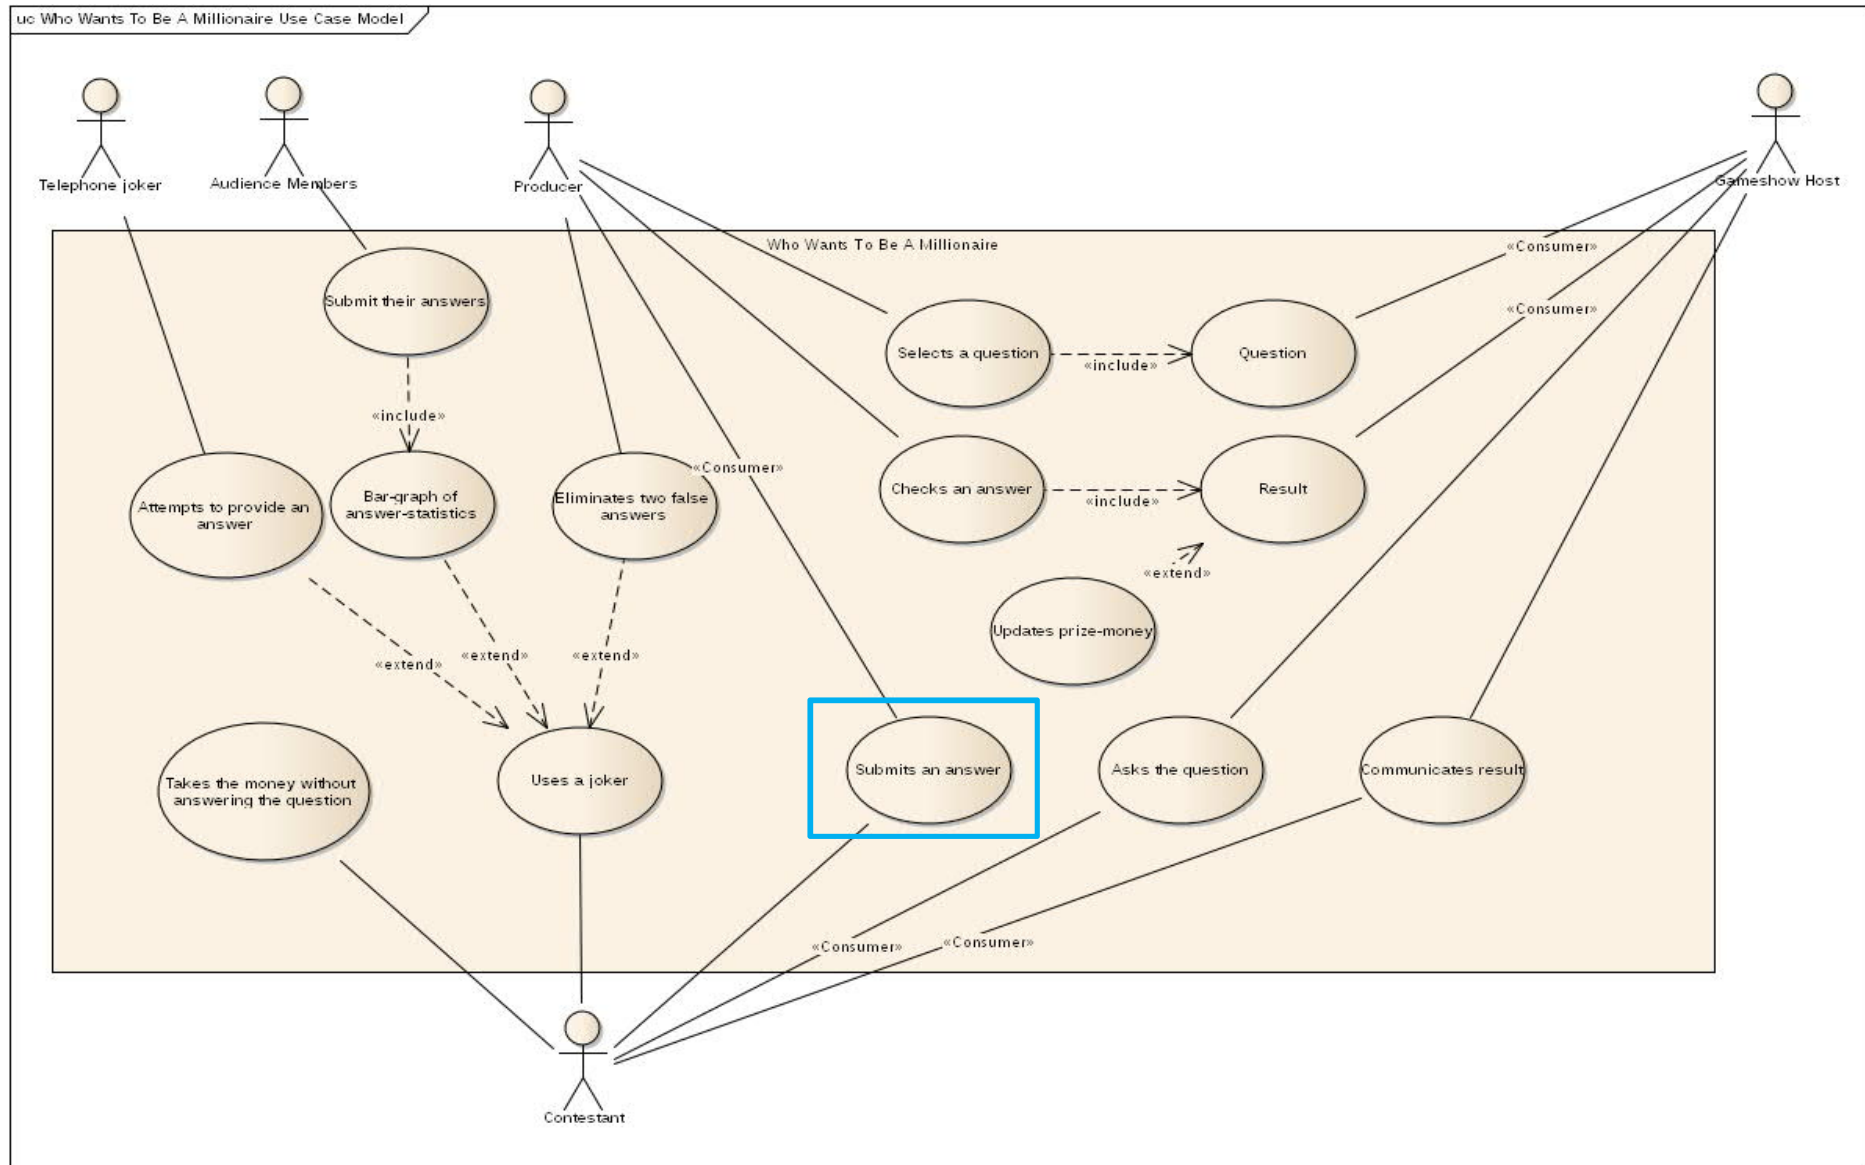 uc Who Wants To Be A Millionaire Use Case Model
Telephone joker
Audience Members
Producer
Gameshow Host
Who Wants To Be A Millionaire
«Consumer»
Submit their answers
«Consumer»
Selects a question
«include»
Question
«include»
«Consumer»
Attempts to provide an
answer
Bar-graph of
answer-statistics
Eliminates two false
answers
Checks an answer
«include»
Result
«extend»
Updates prize-money
«extend»
«extend»
«extend»
Takes the money without
answering the question
Uses a joker
Submits an answer
Asks the question
Communicates result
«Consumer»
«Consumer»
Contestant